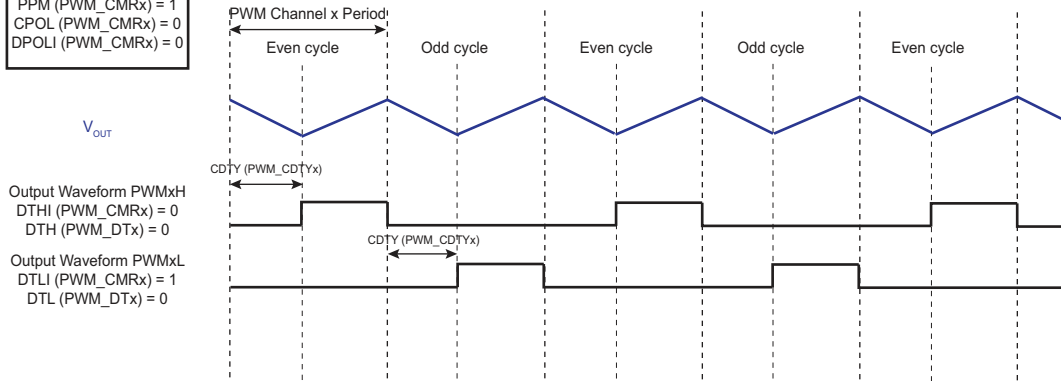 PPM (PWM_CMRx) = 1
CPOL (PWM_CMRx) = 0
DPOLI (PWM_CMRx) = 0
PWM Channel x Period
Even cycle
Odd cycle
Even cycle
Odd cycle
Even cycle
VOUT
CDTY (PWM_CDTYx)
Output Waveform PWMxH
DTHI (PWM_CMRx) = 0
DTH (PWM_DTx) = 0
CDTY (PWM_CDTYx)
Output Waveform PWMxL
DTLI (PWM_CMRx) = 1
DTL (PWM_DTx) = 0